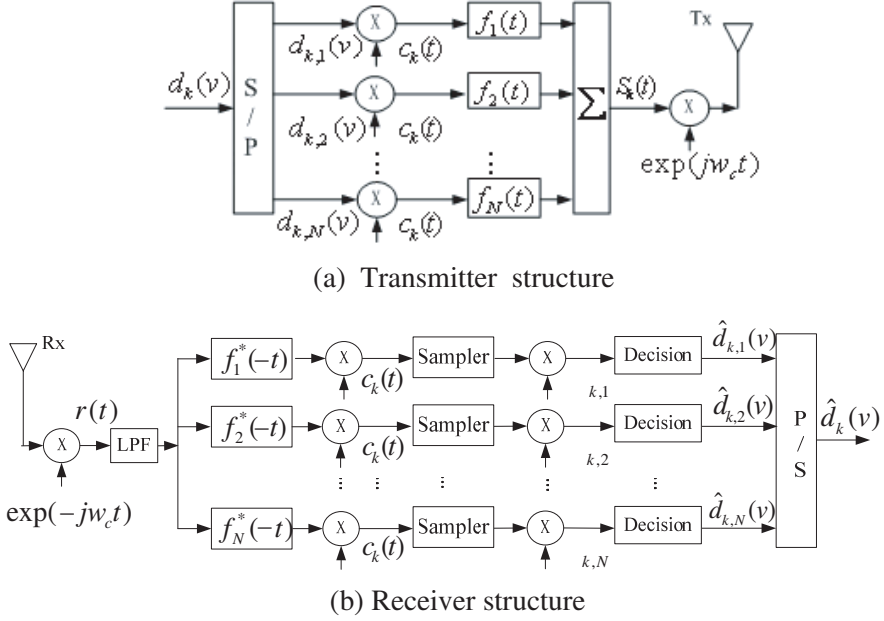 d_{k,1}(v) c_k(t) f_1(t) Tx
d_k(v) S / P d_{k,2}(v) c_k(t) f_2(t) Σ S_k(t) X
exp(jw_c t)
⋮ ⋮
d_{k,N}(v) X c_k(t) f_N(t)
(a) Transmitter structure
Rx
f_1^*(-t) X c_k(t) Sampler X k,1 Decision \hat{d}_{k,1}(v)
r(t)
X LPF f_2^*(-t) X c_k(t) Sampler X k,2 Decision \hat{d}_{k,2}(v) P / S \hat{d}_k(v)
exp(-jw_c t)
f_N^*(-t) X c_k(t) Sampler X k,N Decision \hat{d}_{k,N}(v)
(b) Receiver structure